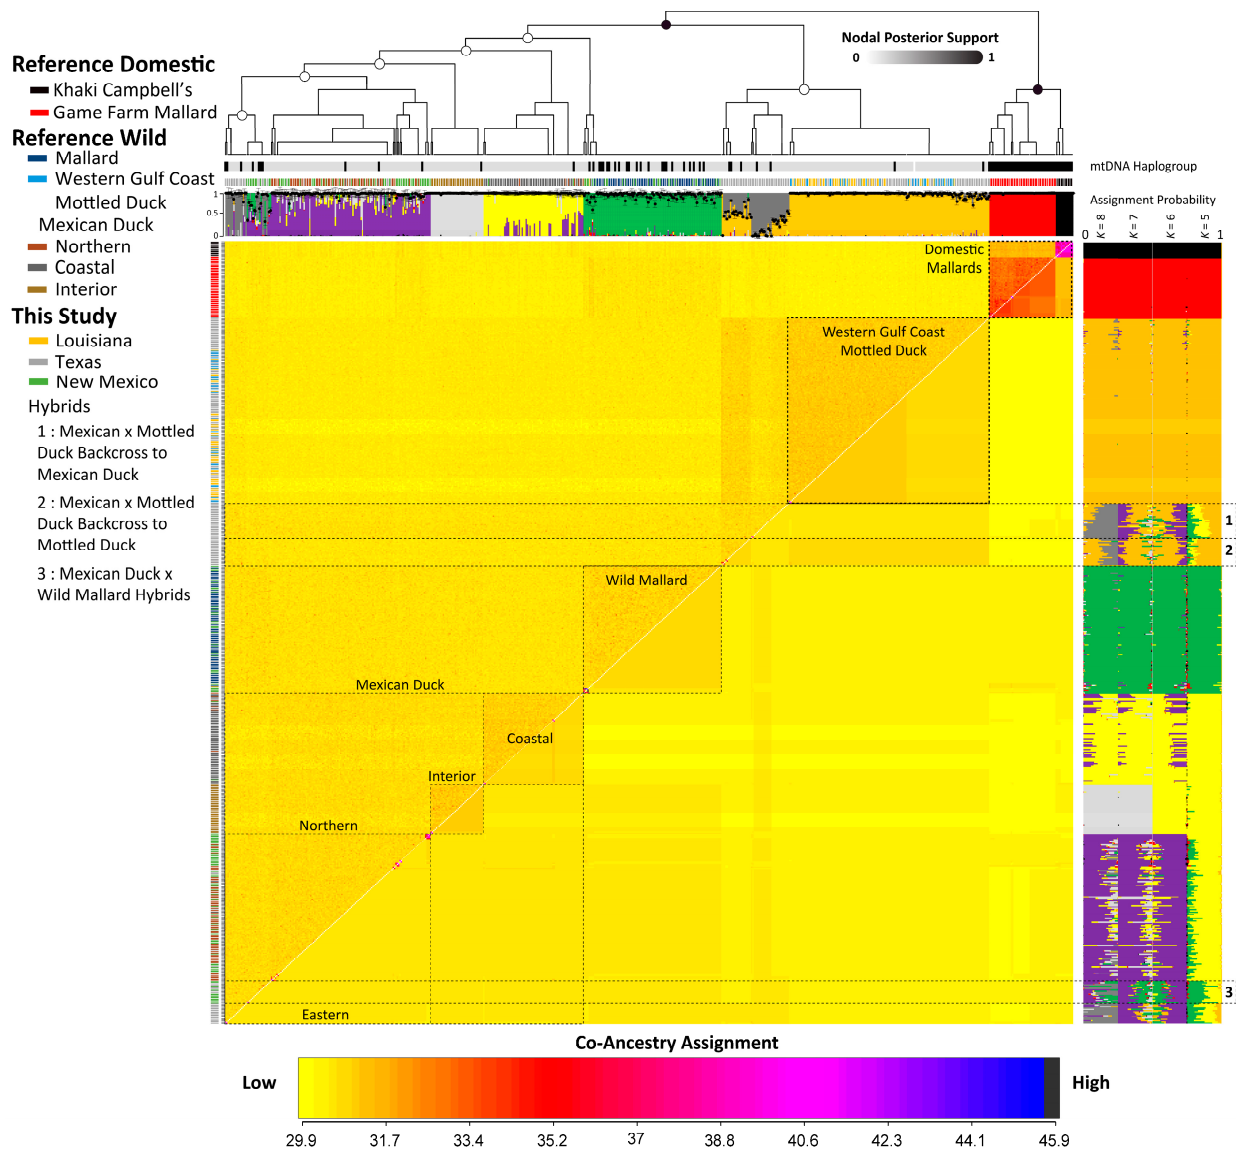 Nodal Posterior Support
0 1
Reference Domestic
Khaki Campbell's
Game Farm Mallard
Reference Wild
Mallard
Western Gulf Coast
Mottled Duck
Mexican Duck
Northern
Coastal
Interior
This Study
Louisiana
Texas
New Mexico
Hybrids
1 : Mexican x Mottled
Duck Backcross to
Mexican Duck
2 : Mexican x Mottled
Duck Backcross to
Mottled Duck
3 : Mexican Duck x
Wild Mallard Hybrids
1
0.5
0
mtDNA Haplogroup
Assignment Probability
0 K = 8 K = 7 K = 6 K = 5 1
Domestic
Mallards
Western Gulf Coast
Mottled Duck
1
2
Wild Mallard
Mexican Duck
Coastal
Interior
Northern
3
Eastern
Co-Ancestry Assignment
Low High
29.9 31.7 33.4 35.2 37 38.8 40.6 42.3 44.1 45.9